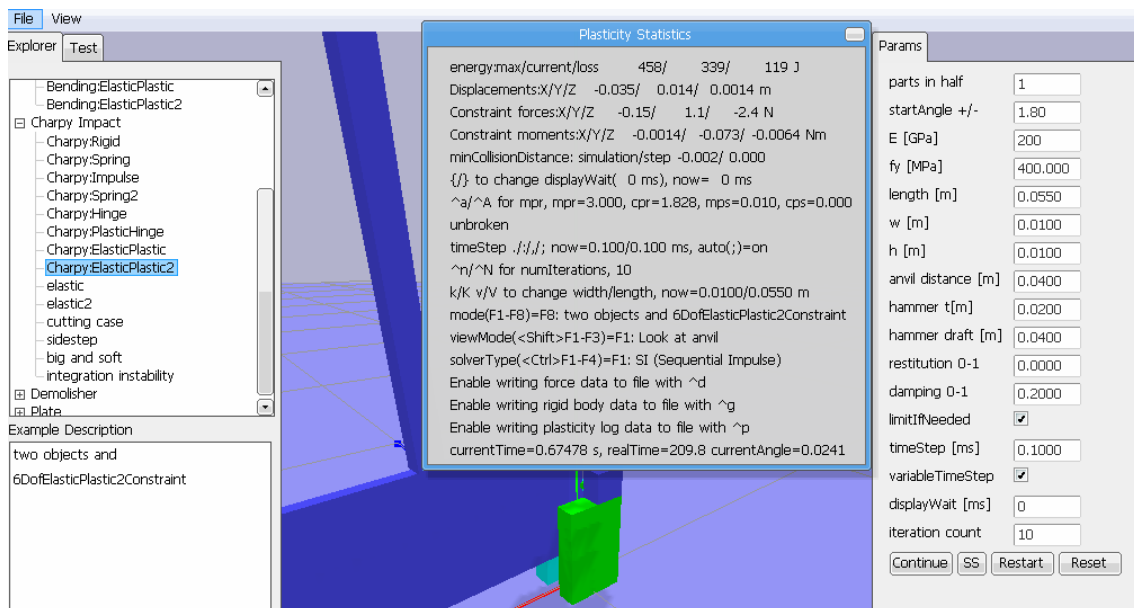 File View
Explorer Test
Bending:ElasticPlastic
Bending:ElasticPlastic2
Charpy Impact
Charpy:Rigid
Charpy:Spring
Charpy:Impulse
Charpy:Spring2
Charpy:Hinge
Charpy:PlasticHinge
Charpy:ElasticPlastic
Charpy:ElasticPlastic2
elastic
elastic2
cutting case
sidestep
big and soft
integration instability
Demolisher
Plate
Example Description
two objects and
6DofElasticPlastic2Constraint
Plasticity Statistics
energy:max/current/loss 458/ 339/ 119 J
Displacements:X/Y/Z -0.035/ 0.014/ 0.0014 m
Constraint forces:X/Y/Z -0.15/ 1.1/ -2.4 N
Constraint moments:X/Y/Z -0.0014/ -0.073/ -0.0064 Nm
minCollisionDistance: simulation/step -0.002/ 0.000
{/} to change displayWait( 0 ms), now= 0 ms
^a/^A for mpr, mpr=3.000, cpr=1.828, mps=0.010, cps=0.000
unbroken
timeStep ./:/,/; now=0.100/0.100 ms, auto(;)=on
^n/^N for numIterations, 10
k/K v/V to change width/length, now=0.0100/0.0550 m
mode(F1-F8)=F8: two objects and 6DofElasticPlastic2Constraint
viewMode(<Shift>F1-F3)=F1: Look at anvil
solverType(<Ctrl>F1-F4)=F1: SI (Sequential Impulse)
Enable writing force data to file with ^d
Enable writing rigid body data to file with ^g
Enable writing plasticity log data to file with ^p
currentTime=0.67478 s, realTime=209.8 currentAngle=0.0241
Params
parts in half 1
startAngle +/- 1.80
E [GPa] 200
fy [MPa] 400.000
length [m] 0.0550
w [m] 0.0100
h [m] 0.0100
anvil distance [m] 0.0400
hammer t[m] 0.0200
hammer draft [m] 0.0400
restitution 0-1 0.0000
damping 0-1 0.2000
limitIfNeeded
timeStep [ms] 0.1000
variableTimeStep
displayWait [ms] 0
iteration count 10
Continue SS Restart Reset